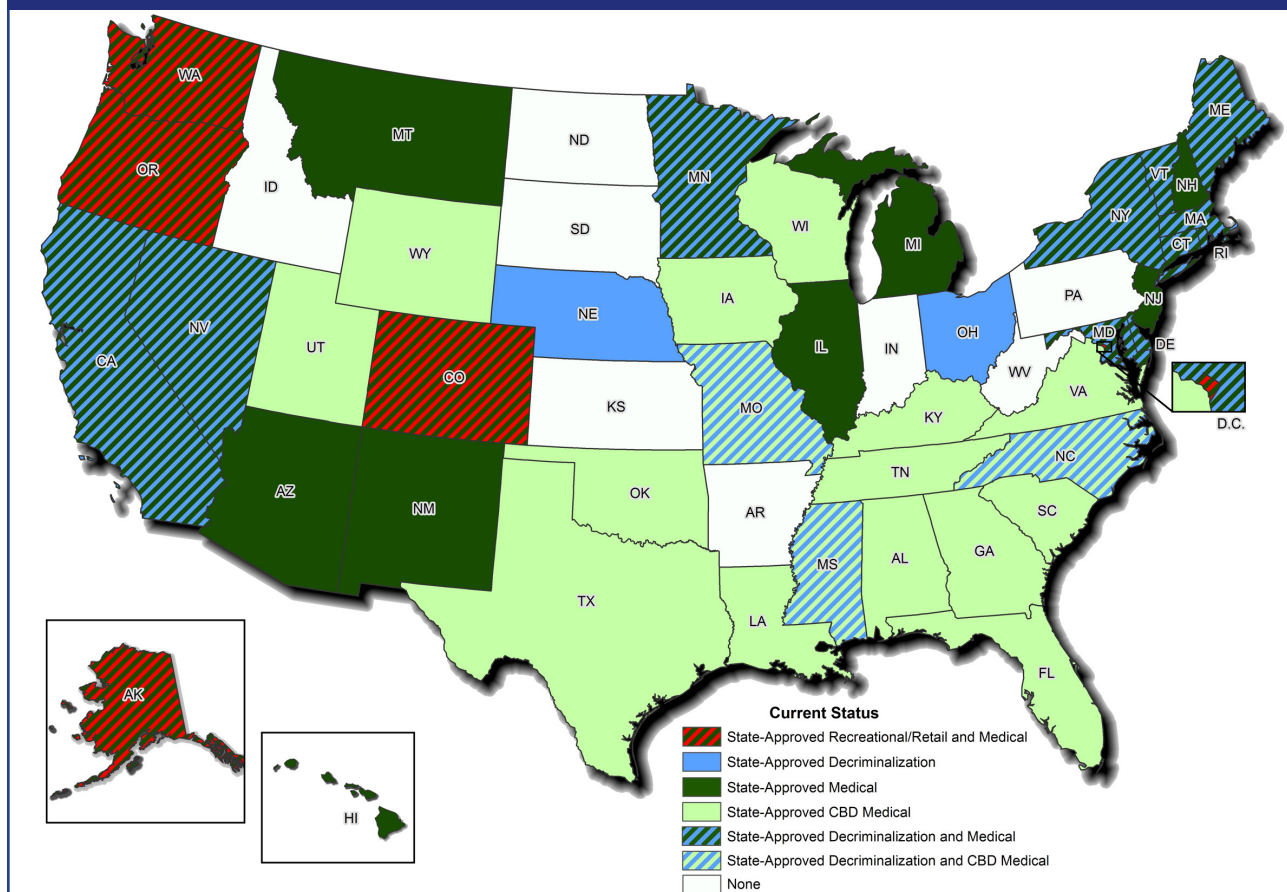 WA
MT
ND
MN
ME
OR
ID
SD
WI
VT
NH
NY
MA
CT
RI
WY
MI
IA
PA
NJ
NE
NV
UT
CA
CO
IL
IN
OH
MD
DE
WV
VA
D.C.
KS
MO
KY
NC
TN
AZ
NM
OK
AR
SC
MS
AL
GA
TX
LA
FL
AK
HI
Current Status
State-Approved Recreational/Retail and Medical
State-Approved Decriminalization
State-Approved Medical
State-Approved CBD Medical
State-Approved Decriminalization and Medical
State-Approved Decriminalization and CBD Medical
None